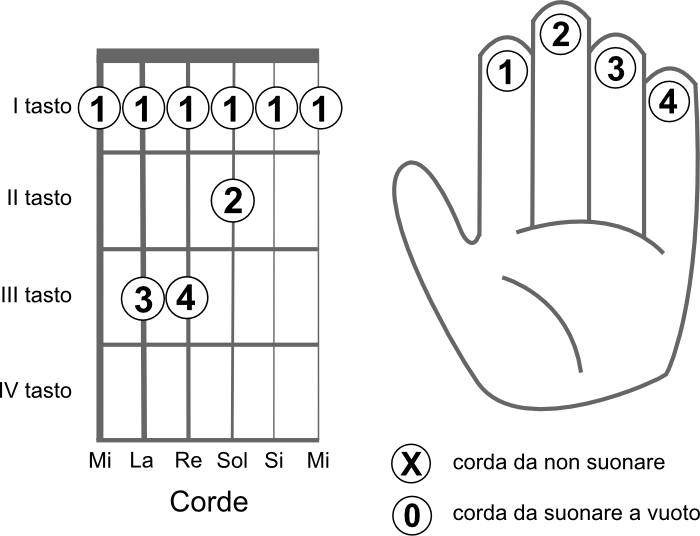 1 2 3 4
I tasto 1 1 1 1 1 1
II tasto 2
III tasto 3 4
IV tasto
Mi La Re Sol Si Mi
Corde
X corda da non suonare
0 corda da suonare a vuoto